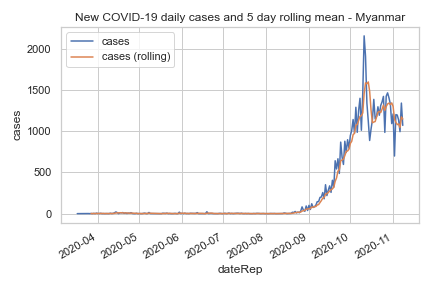 New COVID-19 daily cases and 5 day rolling mean - Myanmar
cases
cases (rolling)
2000
1500
1000
500
0
cases
2020-04
2020-05
2020-06
2020-07
2020-08
2020-09
2020-10
2020-11
dateRep